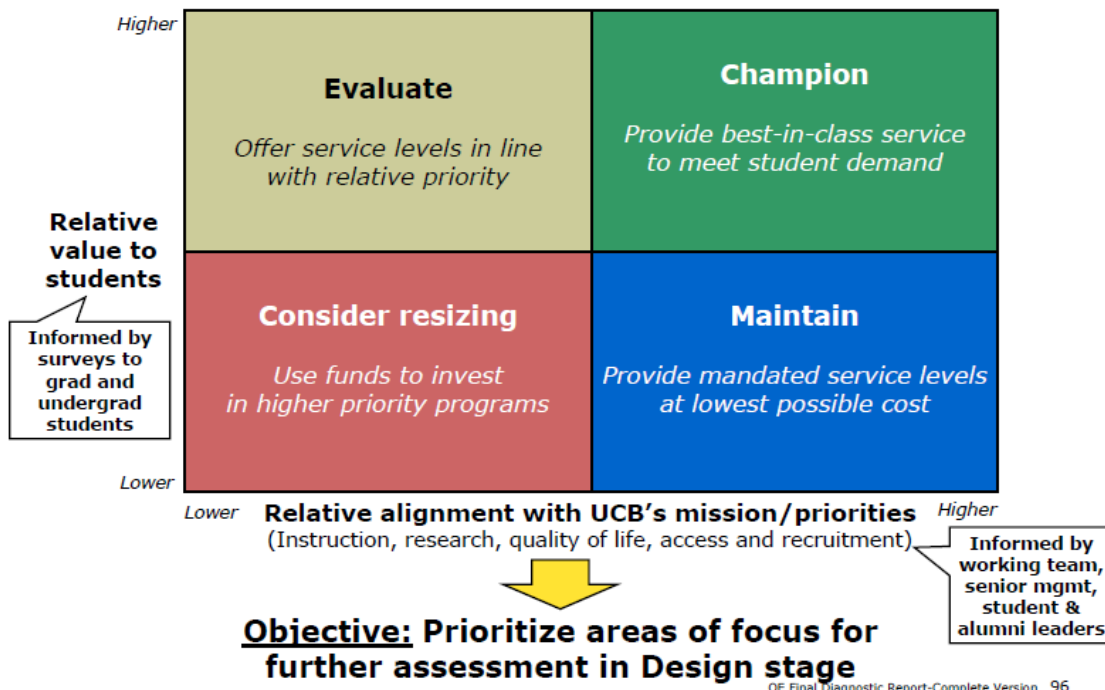 Higher
Evaluate
Offer service levels in line
with relative priority
Champion
Provide best-in-class service
to meet student demand
Relative
value to
students
Informed by
surveys to
grad and
undergrad
students
Consider resizing
Use funds to invest
in higher priority programs
Maintain
Provide mandated service levels
at lowest possible cost
Lower
Lower
Relative alignment with UCB's mission/priorities
Higher
(Instruction, research, quality of life, access and recruitment)
Informed by
working team,
senior mgmt,
student &
alumni leaders
Objective: Prioritize areas of focus for
further assessment in Design stage
OE Final Diagnostic Report-Complete Version 96